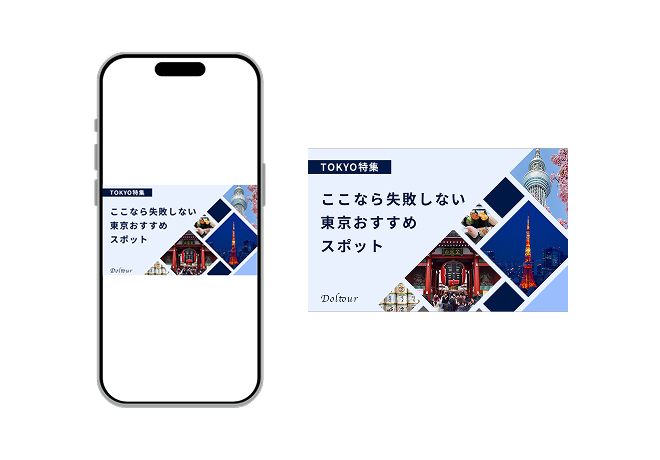 TOKYO特集
ここなら失敗しない
東京おすすめ
スポット
Doltour
TOKYO特集
ここなら失敗しない
東京おすすめ
スポット
Doltour